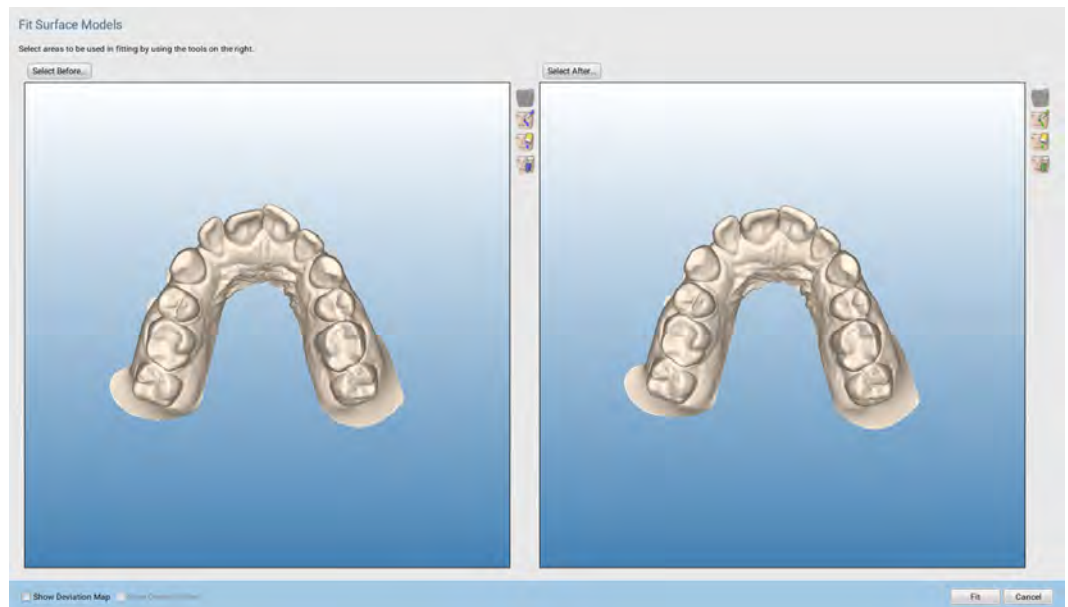 Fit Surface Models
Select areas to be used in fitting by using the tools on the right.
Select Before...
Select After...
Show Deviation Map
Fit
Cancel